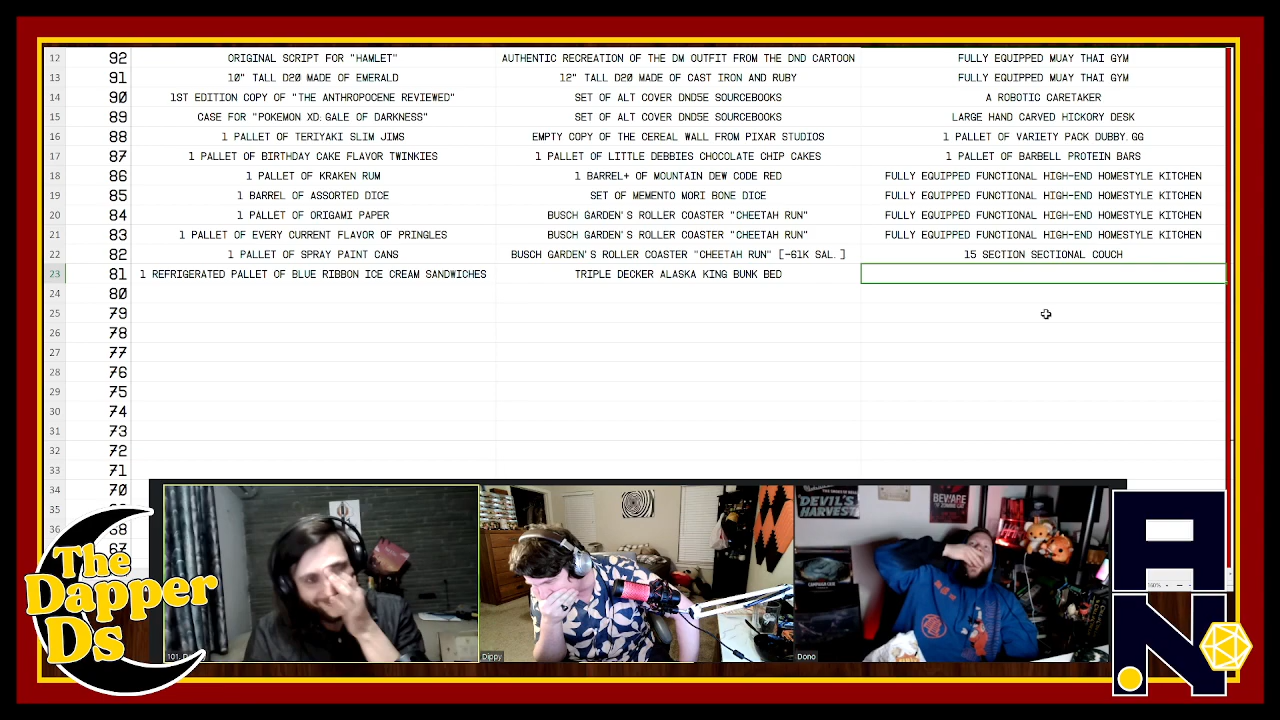 12 92 ORIGINAL SCRIPT FOR "HAMLET" AUTHENTIC RECREATION OF THE DM OUTFIT FROM THE DND CARTOON FULLY EQUIPPED MUAY THAI GYM
13 91 10" TALL D20 MADE OF EMERALD 12" TALL D20 MADE OF CAST IRON AND RUBY FULLY EQUIPPED MUAY THAI GYM
14 90 1ST EDITION COPY OF "THE ANTHROPOCENE REVIEWED" SET OF ALT COVER DND5E SOURCEBOOKS A ROBOTIC CARETAKER
15 89 CASE FOR "POKEMON XD: GALE OF DARKNESS" SET OF ALT COVER DND5E SOURCEBOOKS LARGE HAND CARVED HICKORY DESK
16 88 1 PALLET OF TERIYAKI SLIM JIMS EMPTY COPY OF THE CEREAL WALL FROM PIXAR STUDIOS 1 PALLET OF VARIETY PACK DUBBY.GG
17 87 1 PALLET OF BIRTHDAY CAKE FLAVOR TWINKIES 1 PALLET OF LITTLE DEBBIES CHOCOLATE CHIP CAKES 1 PALLET OF BARBELL PROTEIN BARS
18 86 1 PALLET OF KRAKEN RUM 1 BARREL+ OF MOUNTAIN DEW CODE RED FULLY EQUIPPED FUNCTIONAL HIGH-END HOMESTYLE KITCHEN
19 85 1 BARREL OF ASSORTED DICE SET OF MEMENTO MORI BONE DICE FULLY EQUIPPED FUNCTIONAL HIGH-END HOMESTYLE KITCHEN
20 84 1 PALLET OF ORIGAMI PAPER BUSCH GARDEN'S ROLLER COASTER "CHEETAH RUN" FULLY EQUIPPED FUNCTIONAL HIGH-END HOMESTYLE KITCHEN
21 83 1 PALLET OF EVERY CURRENT FLAVOR OF PRINGLES BUSCH GARDEN'S ROLLER COASTER "CHEETAH RUN" FULLY EQUIPPED FUNCTIONAL HIGH-END HOMESTYLE KITCHEN
22 82 1 PALLET OF SPRAY PAINT CANS BUSCH GARDEN'S ROLLER COASTER "CHEETAH RUN" [-61K SAL.] 15 SECTION SECTIONAL COUCH
23 81 1 REFRIGERATED PALLET OF BLUE RIBBON ICE CREAM SANDWICHES TRIPLE DECKER ALASKA KING BUNK BED
24 80
25 79
26 78
27 77
28 76
29 75
30 74
31 73
32 72
33 71
34 70
35
36 68
67
DEVIL'S
HARVEST
BEWARE
The
Dapper
Ds
Dippy
Dono
A
N